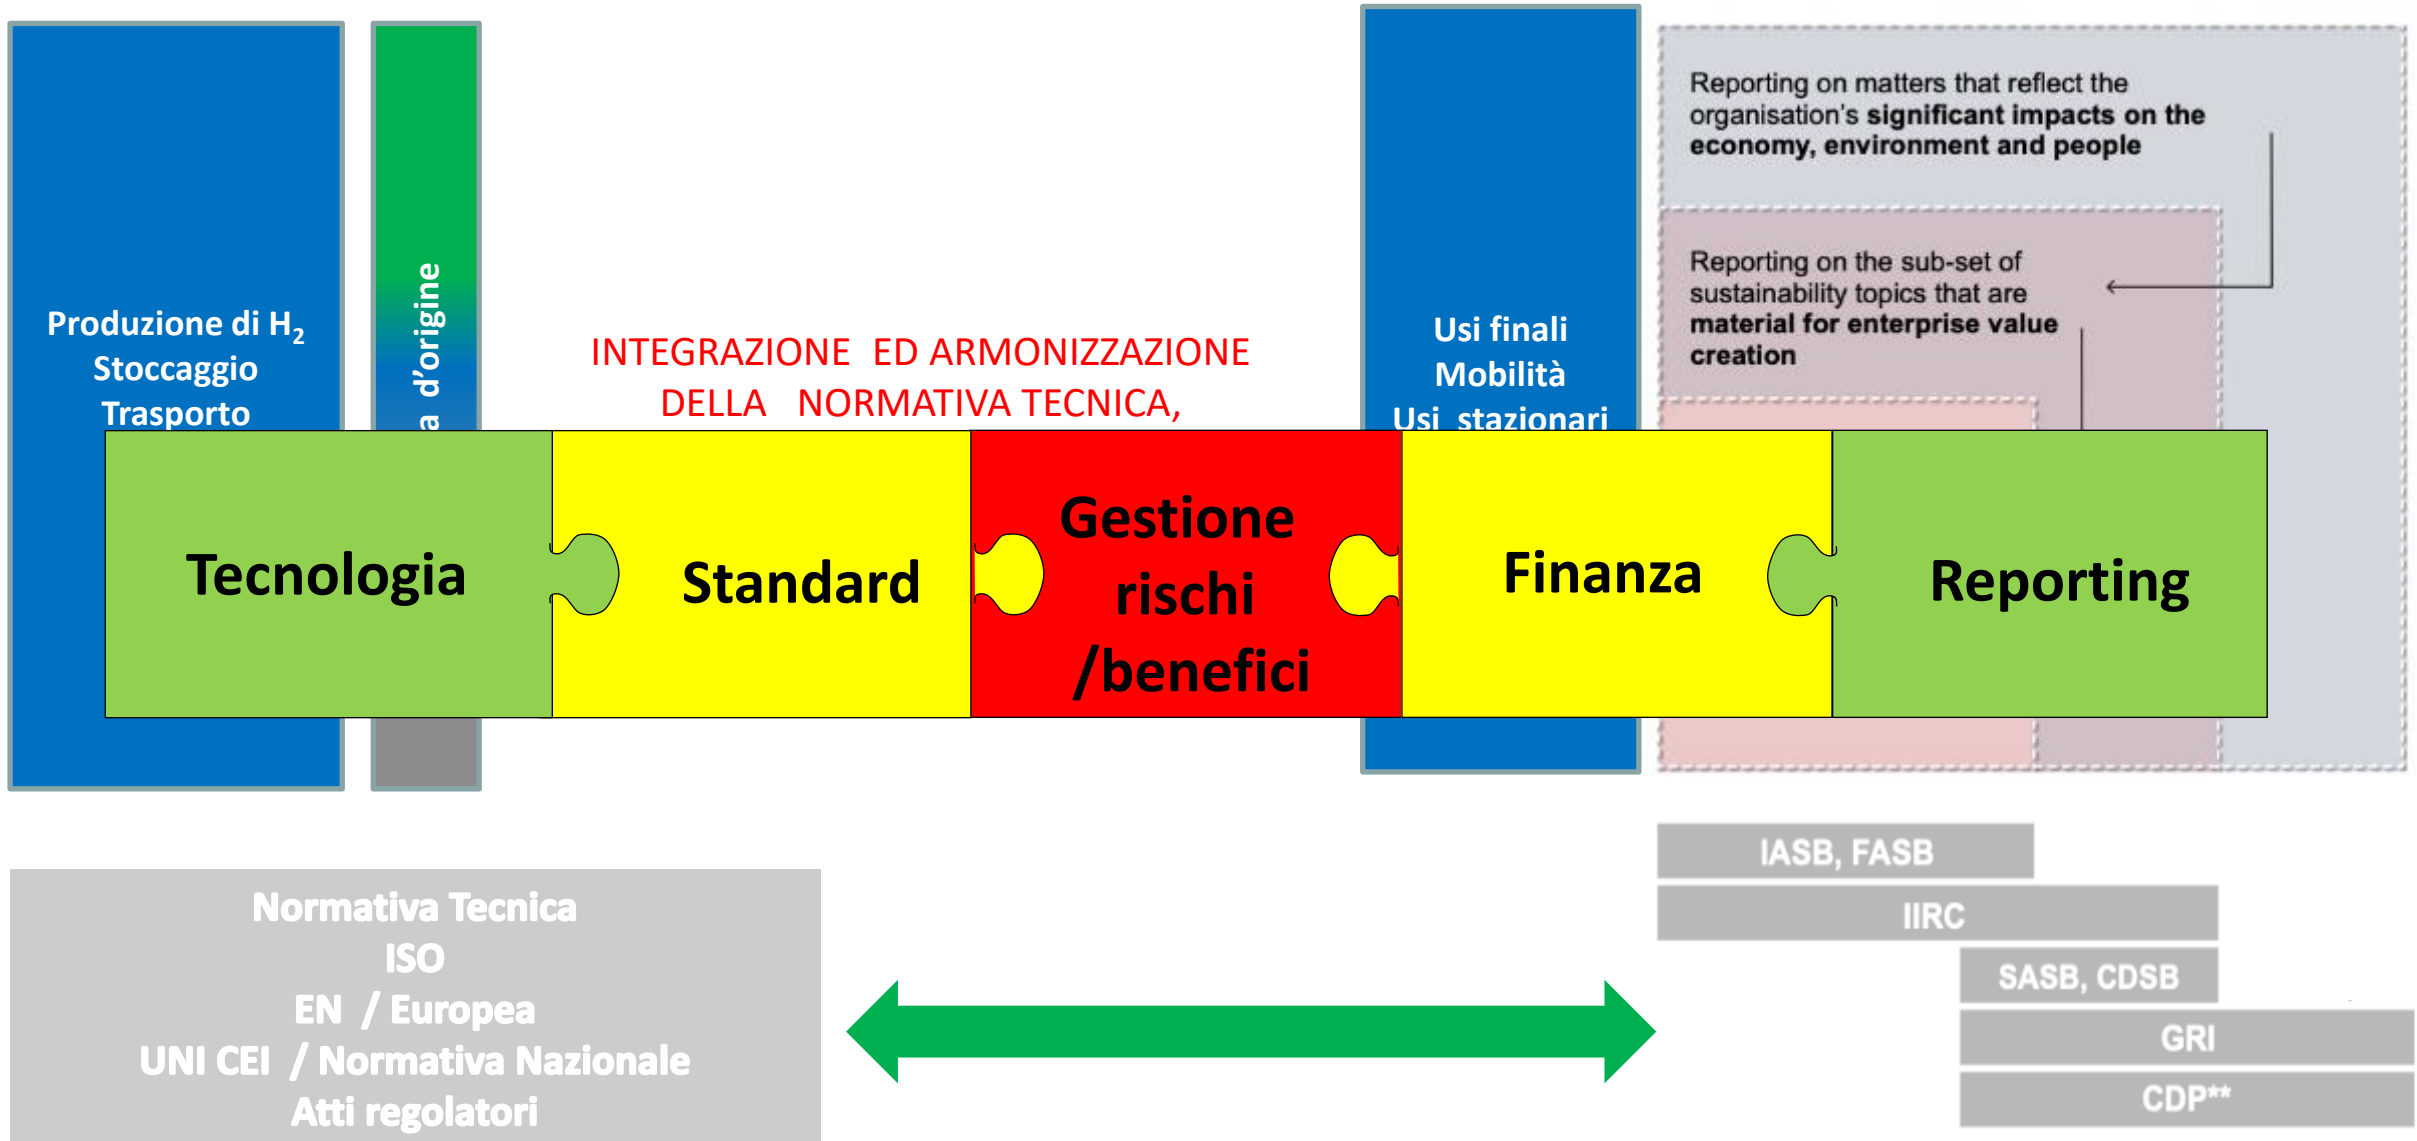 Produzione di H₂
Stoccaggio
Trasporto
d’origine
INTEGRAZIONE ED ARMONIZZAZIONE
DELLA NORMATIVA TECNICA,
Usi finali
Mobilità
Usi stazionari
Reporting on matters that reflect the
organisation's significant impacts on the
economy, environment and people
Reporting on the sub-set of
sustainability topics that are
material for enterprise value
creation
Tecnologia
Standard
Gestione
rischi
/benefici
Finanza
Reporting
Normativa Tecnica
ISO
EN / Europea
UNI CEI / Normativa Nazionale
Atti regolatori
IASB, FASB
IIRC
SASB, CDSB
GRI
CDP**